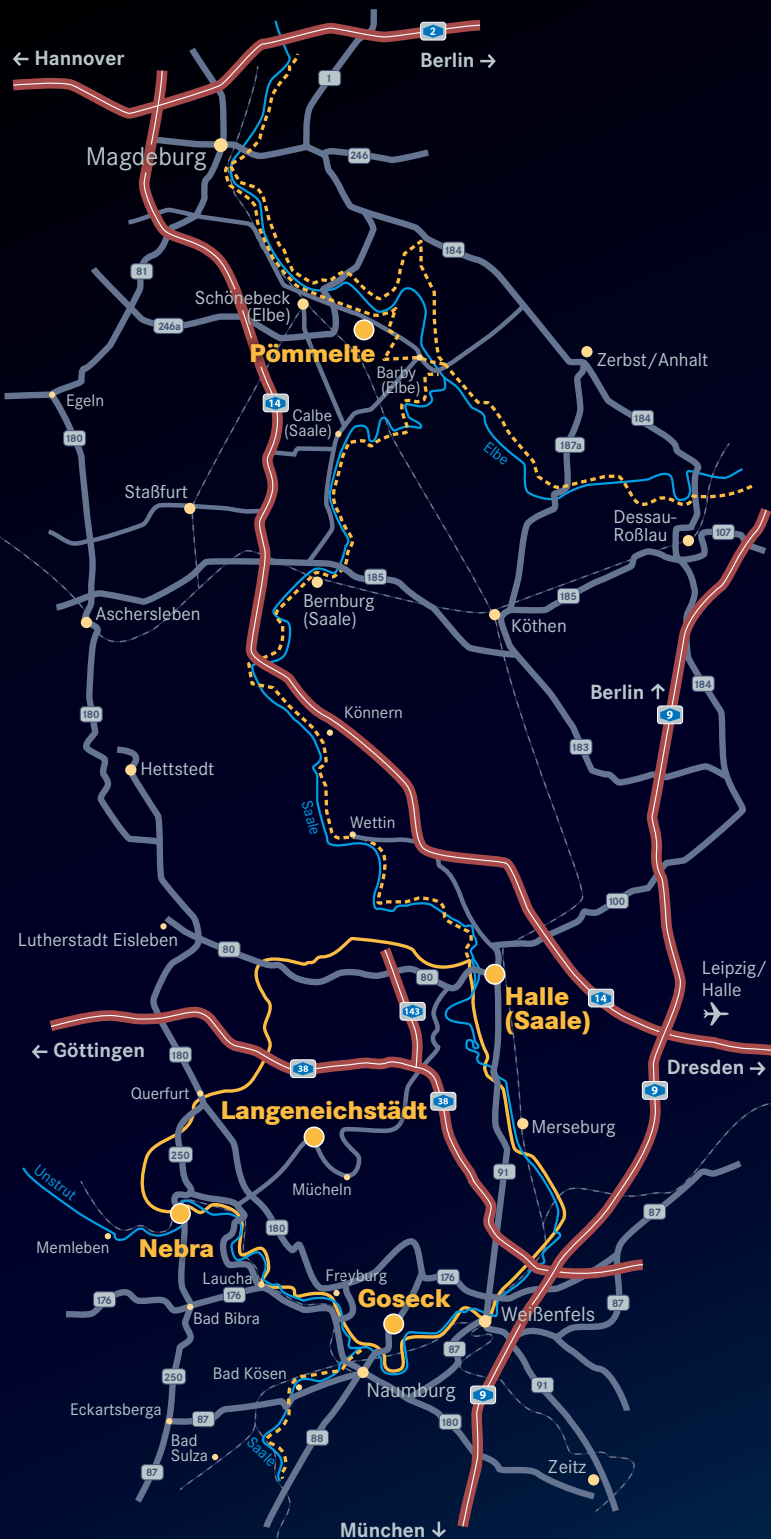 2
← Hannover
Berlin →
1
Magdeburg
246
184
81
Schönebeck
(Elbe)
246a
Pömmelte
Zerbst/Anhalt
Barby
(Elbe)
Egeln
14
Calbe
(Saale)
184
180
187a
Elbe
Staßfurt
Dessau-
Roßlau
107
185
Bernburg
(Saale)
185
Aschersleben
Köthen
184
Berlin ↑
180
Könnern
9
183
Hettstedt
Saale
Wettin
100
Lutherstadt Eisleben
80
80
Leipzig/
Halle
Halle
(Saale)
14
143
← Göttingen
180
38
Dresden →
9
Querfurt
38
Langeneichstädt
Merseburg
250
91
Unstrut
Mücheln
87
180
Memleben
Nebra
Laucha
Freyburg
176
176
176
Goseck
87
Bad Bibra
Weißenfels
87
250
Bad Kösen
91
Naumburg
9
Eckartsberga
87
180
88
Bad
Sulza
Saale
87
Zeitz
München ↓